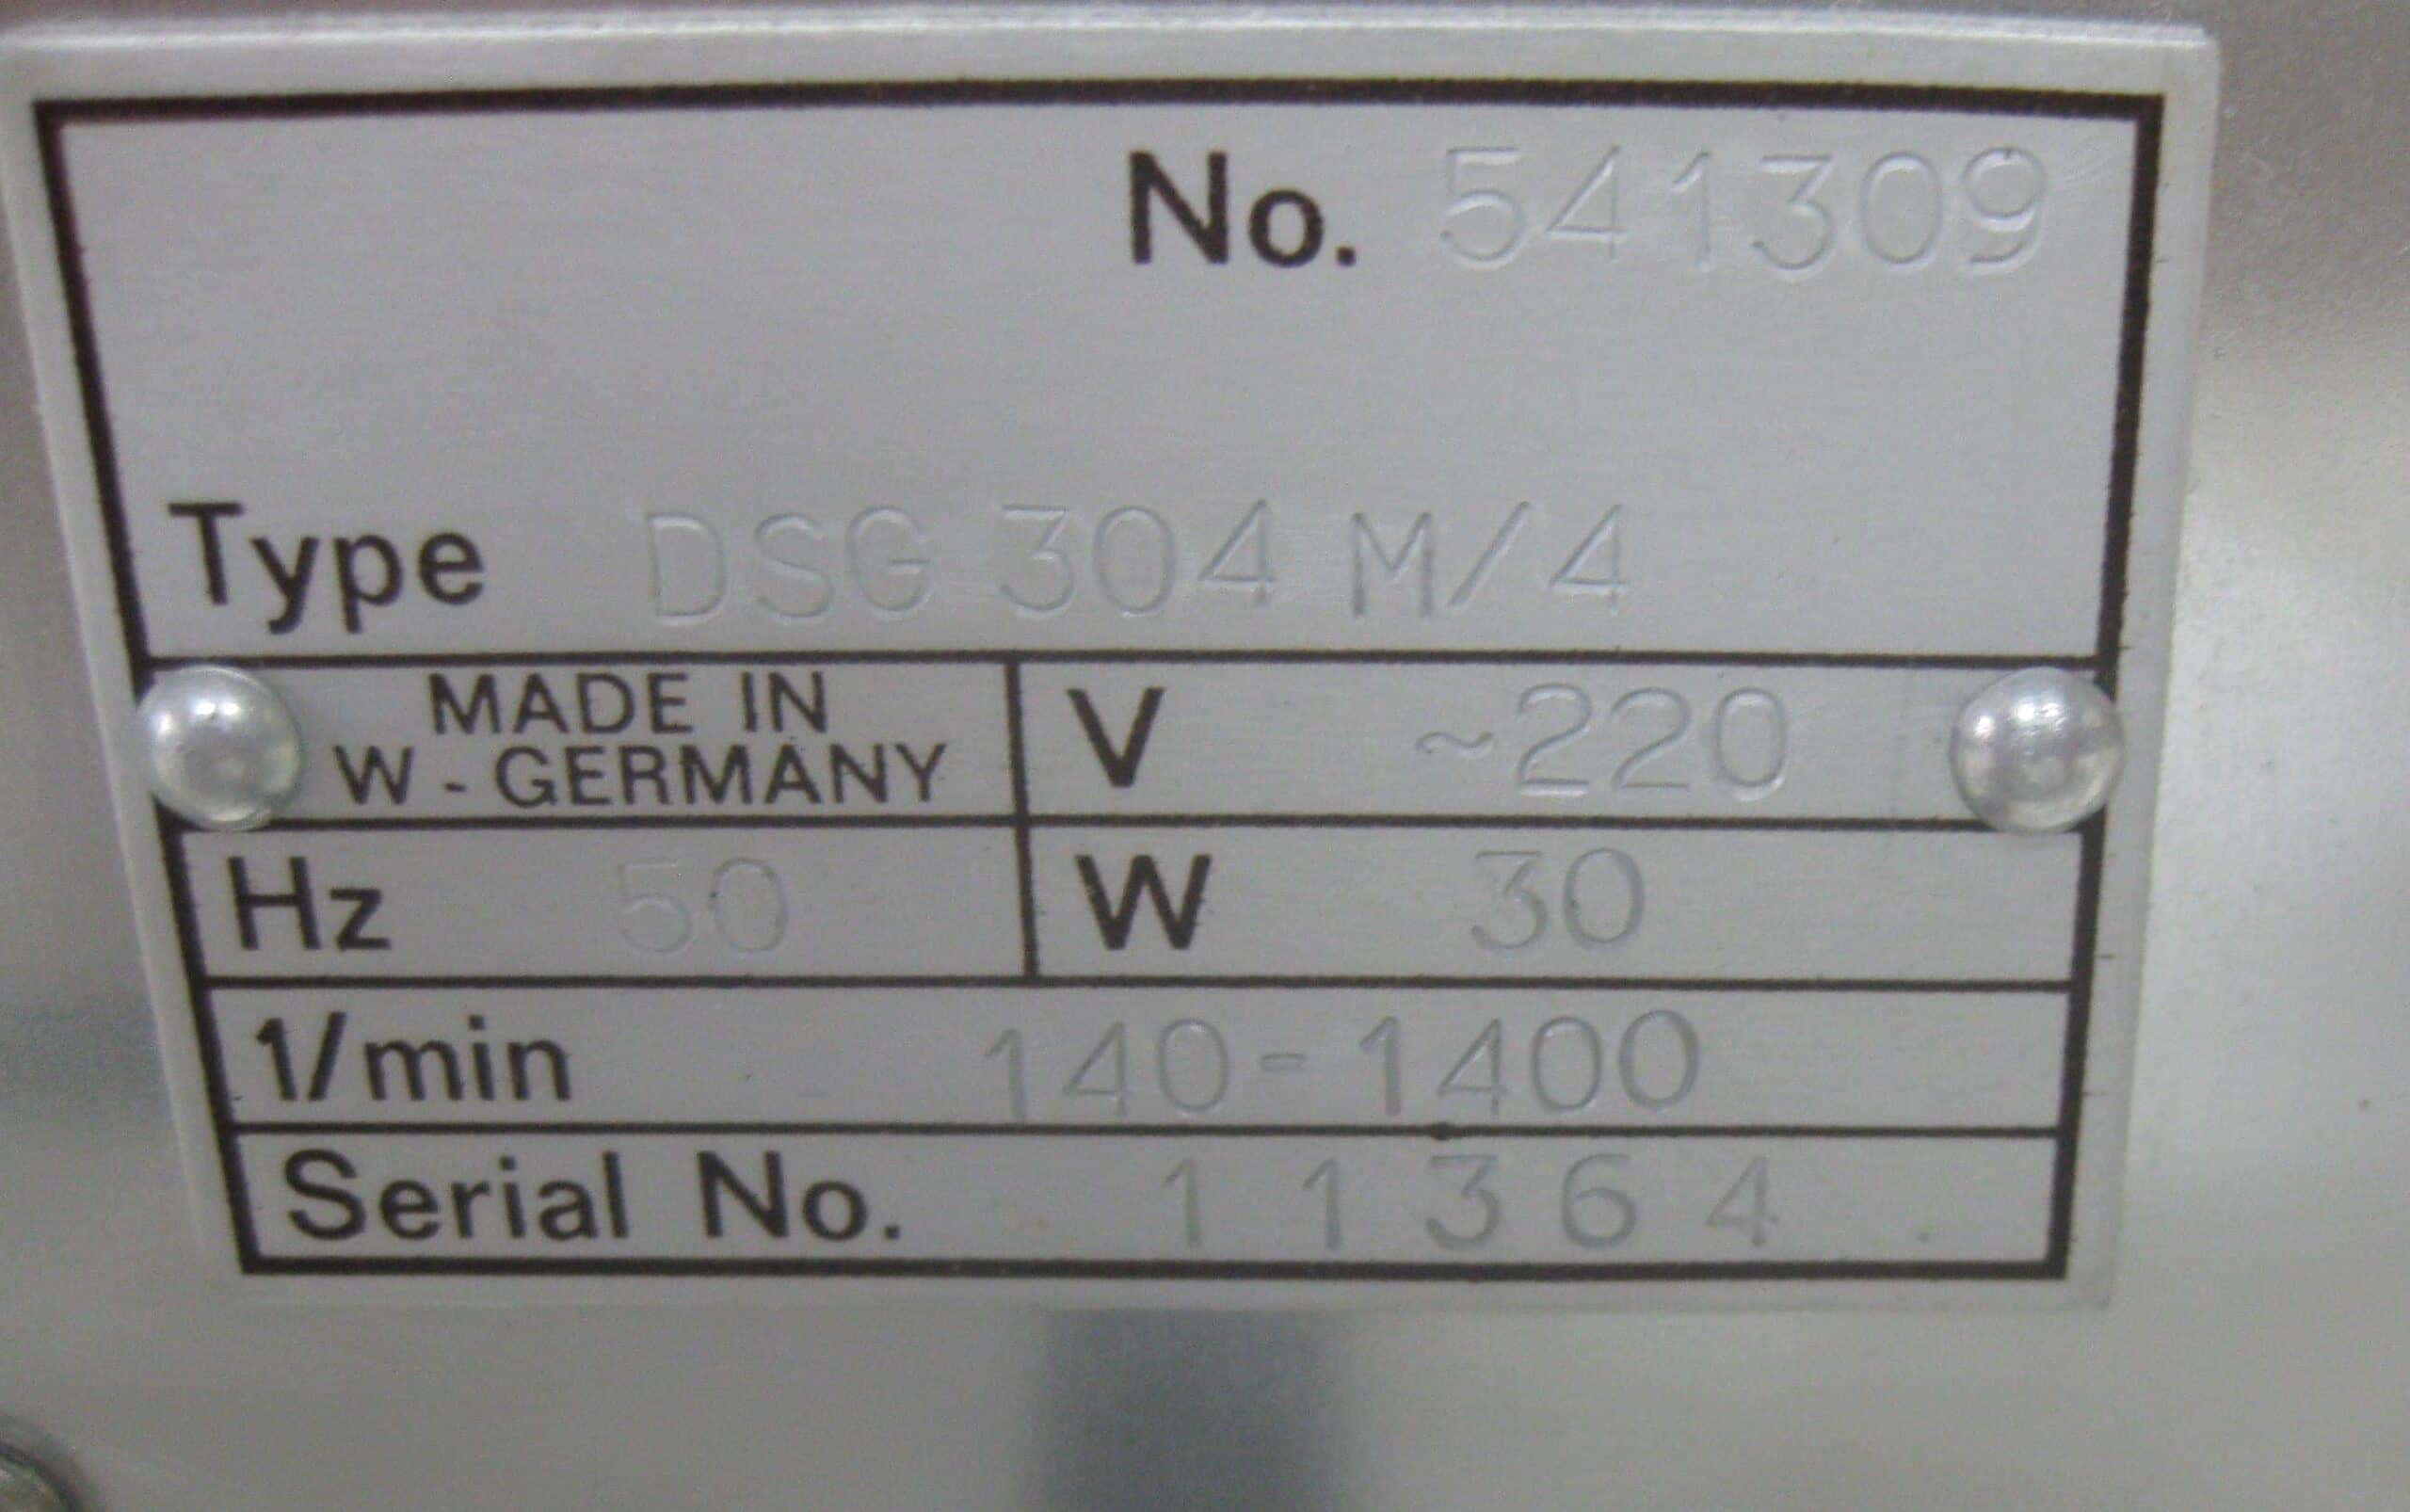 No. 541309
Type DSG 304 M/4
MADE IN
W - GERMANY
V ~220
Hz 50
W 30
1/min 140-1400
Serial No. 11364